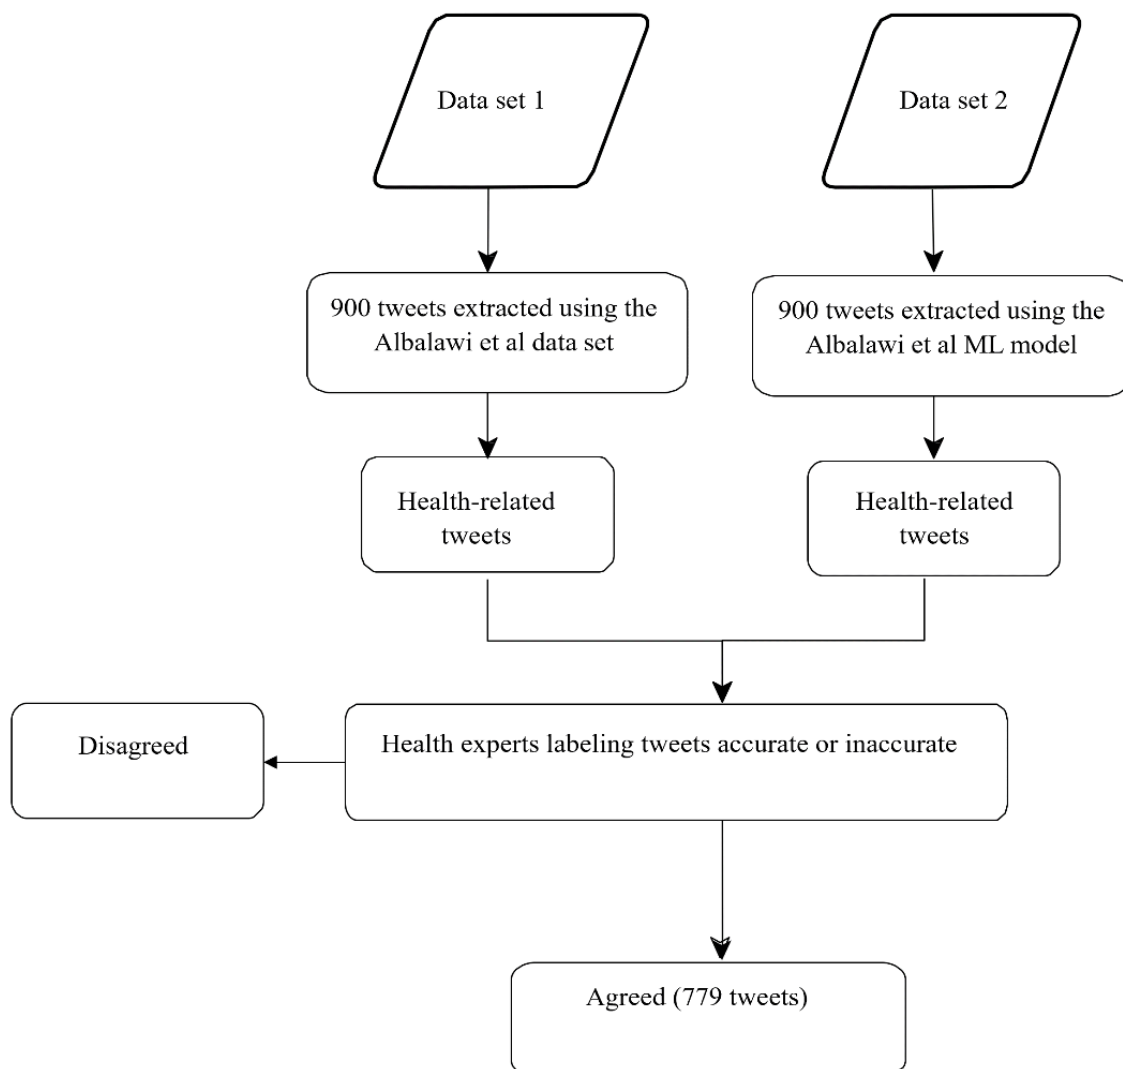 Data set 1
Data set 2
900 tweets extracted using the
Albalawi et al data set
900 tweets extracted using the
Albalawi et al ML model
Health-related
tweets
Health-related
tweets
Disagreed
Health experts labeling tweets accurate or inaccurate
Agreed (779 tweets)